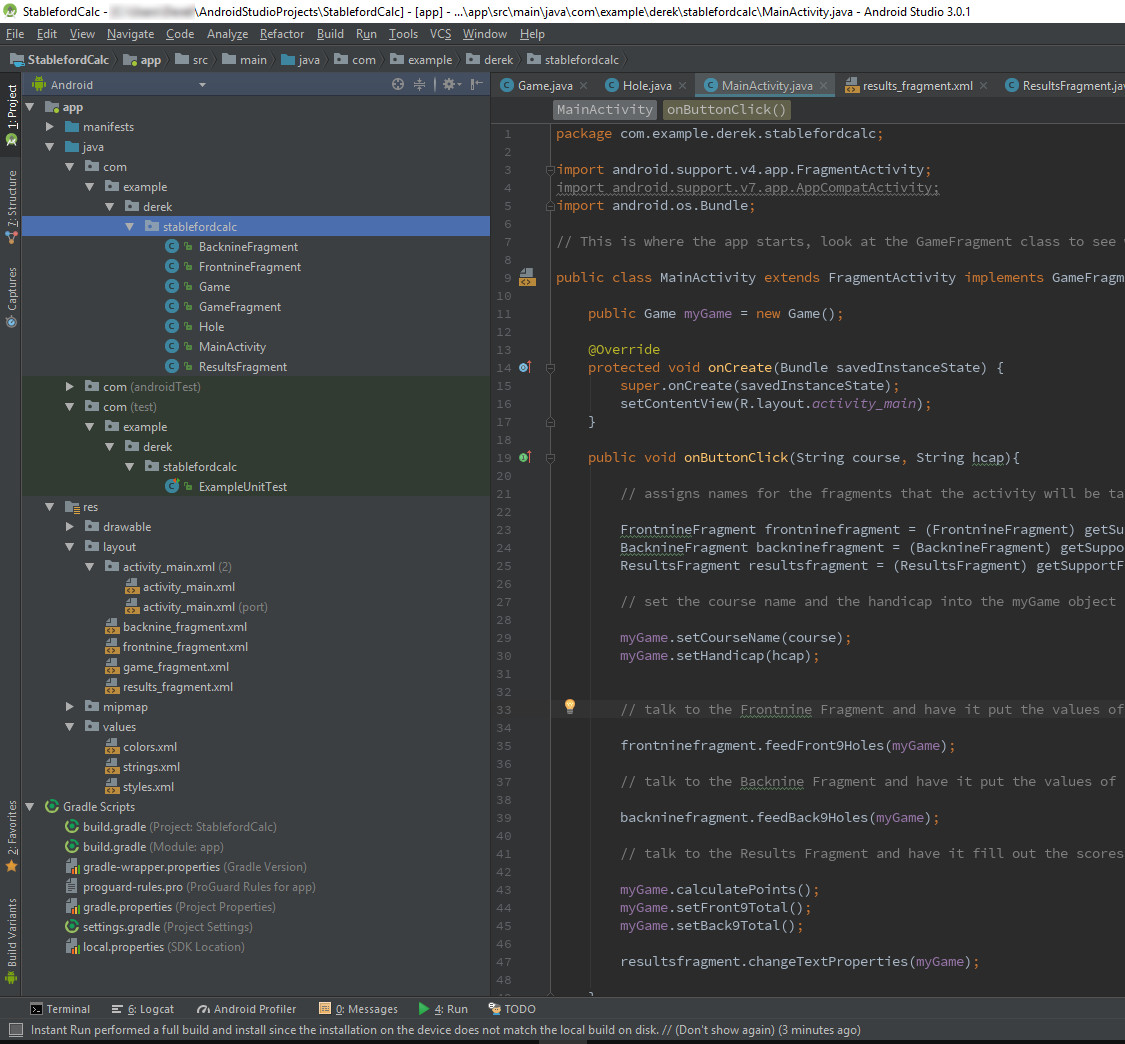 StablefordCalc - [\AndroidStudioProjects\StablefordCalc] - [app] - ...\app\src\main\java\com\example\derek\stablefordcalc\MainActivity.java - Android Studio 3.0.1
File Edit View Navigate Code Analyze Refactor Build Run Tools VCS Window Help
StablefordCalc app src main java com example derek stablefordcalc
1: Project
7: Structure
Captures
2: Favorites
Build Variants
Android
app
manifests
java
com
example
derek
stablefordcalc
BacknineFragment
FrontnineFragment
Game
GameFragment
Hole
MainActivity
ResultsFragment
com (androidTest)
com (test)
example
derek
stablefordcalc
ExampleUnitTest
res
drawable
layout
activity_main.xml (2)
activity_main.xml
activity_main.xml (port)
backnine_fragment.xml
frontnine_fragment.xml
game_fragment.xml
results_fragment.xml
mipmap
values
colors.xml
strings.xml
styles.xml
Gradle Scripts
build.gradle (Project: StablefordCalc)
build.gradle (Module: app)
gradle-wrapper.properties (Gradle Version)
proguard-rules.pro (ProGuard Rules for app)
gradle.properties (Project Properties)
settings.gradle (Project Settings)
local.properties (SDK Location)
Game.java Hole.java MainActivity.java results_fragment.xml ResultsFragment.jav
MainActivity onButtonClick()
1 package com.example.derek.stablefordcalc;
2
3 import android.support.v4.app.FragmentActivity;
4 import android.support.v7.app.AppCompatActivity;
5 import android.os.Bundle;
6
7 // This is where the app starts, look at the GameFragment class to see
8
9 public class MainActivity extends FragmentActivity implements GameFragm
10
11 public Game myGame = new Game();
12
13 @Override
14 protected void onCreate(Bundle savedInstanceState) {
15 super.onCreate(savedInstanceState);
16 setContentView(R.layout.activity_main);
17 }
18
19 public void onButtonClick(String course, String hcap){
20
21 // assigns names for the fragments that the activity will be ta
22
23 FrontnineFragment frontninefragment = (FrontnineFragment) getSu
24 BacknineFragment backninefragment = (BacknineFragment) getSuppo
25 ResultsFragment resultsfragment = (ResultsFragment) getSupportF
26
27 // set the course name and the handicap into the myGame object
28
29 myGame.setCourseName(course);
30 myGame.setHandicap(hcap);
31
32
33 // talk to the Frontnine Fragment and have it put the values of
34
35 frontninefragment.feedFront9Holes(myGame);
36
37 // talk to the Backnine Fragment and have it put the values of
38
39 backninefragment.feedBack9Holes(myGame);
40
41 // talk to the Results Fragment and have it fill out the scores
42
43 myGame.calculatePoints();
44 myGame.setFront9Total();
45 myGame.setBack9Total();
46
47 resultsfragment.changeTextProperties(myGame);
48
Terminal 6: Logcat Android Profiler 0: Messages 4: Run TODO
Instant Run performed a full build and install since the installation on the device does not match the local build on disk. // (Don't show again) (3 minutes ago)